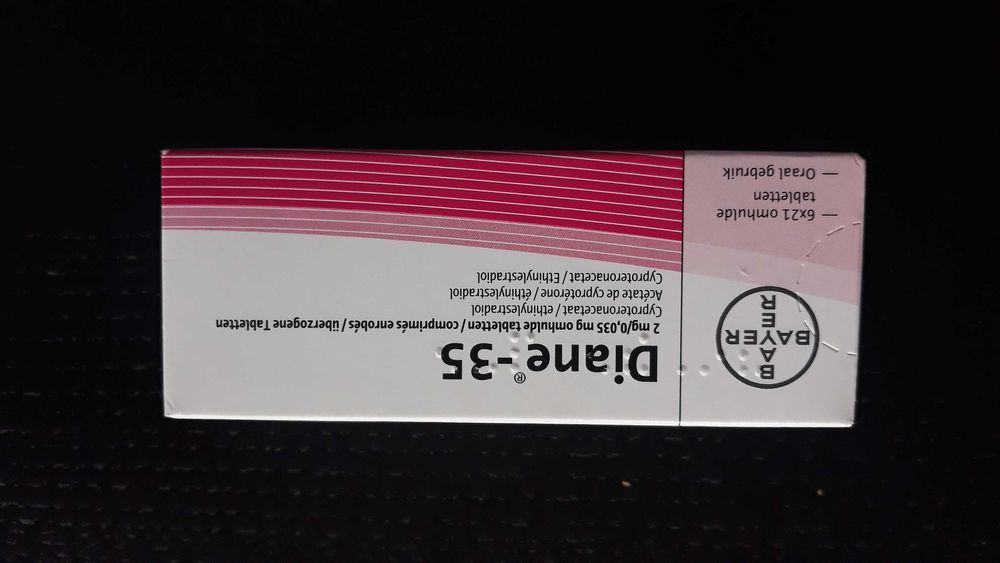 Diane®-35
2 mg/0,035 mg omhulde tabletten / comprimés enrobés / überzogene Tabletten
Cyproteronacetaat / ethinylestradiol
Acétate de cyprotérone / éthinylestradiol
Cyproteronacetat / Ethinylestradiol
BAYER
BAYER
— 6x21 omhulde
tabletten
— Oraal gebruik